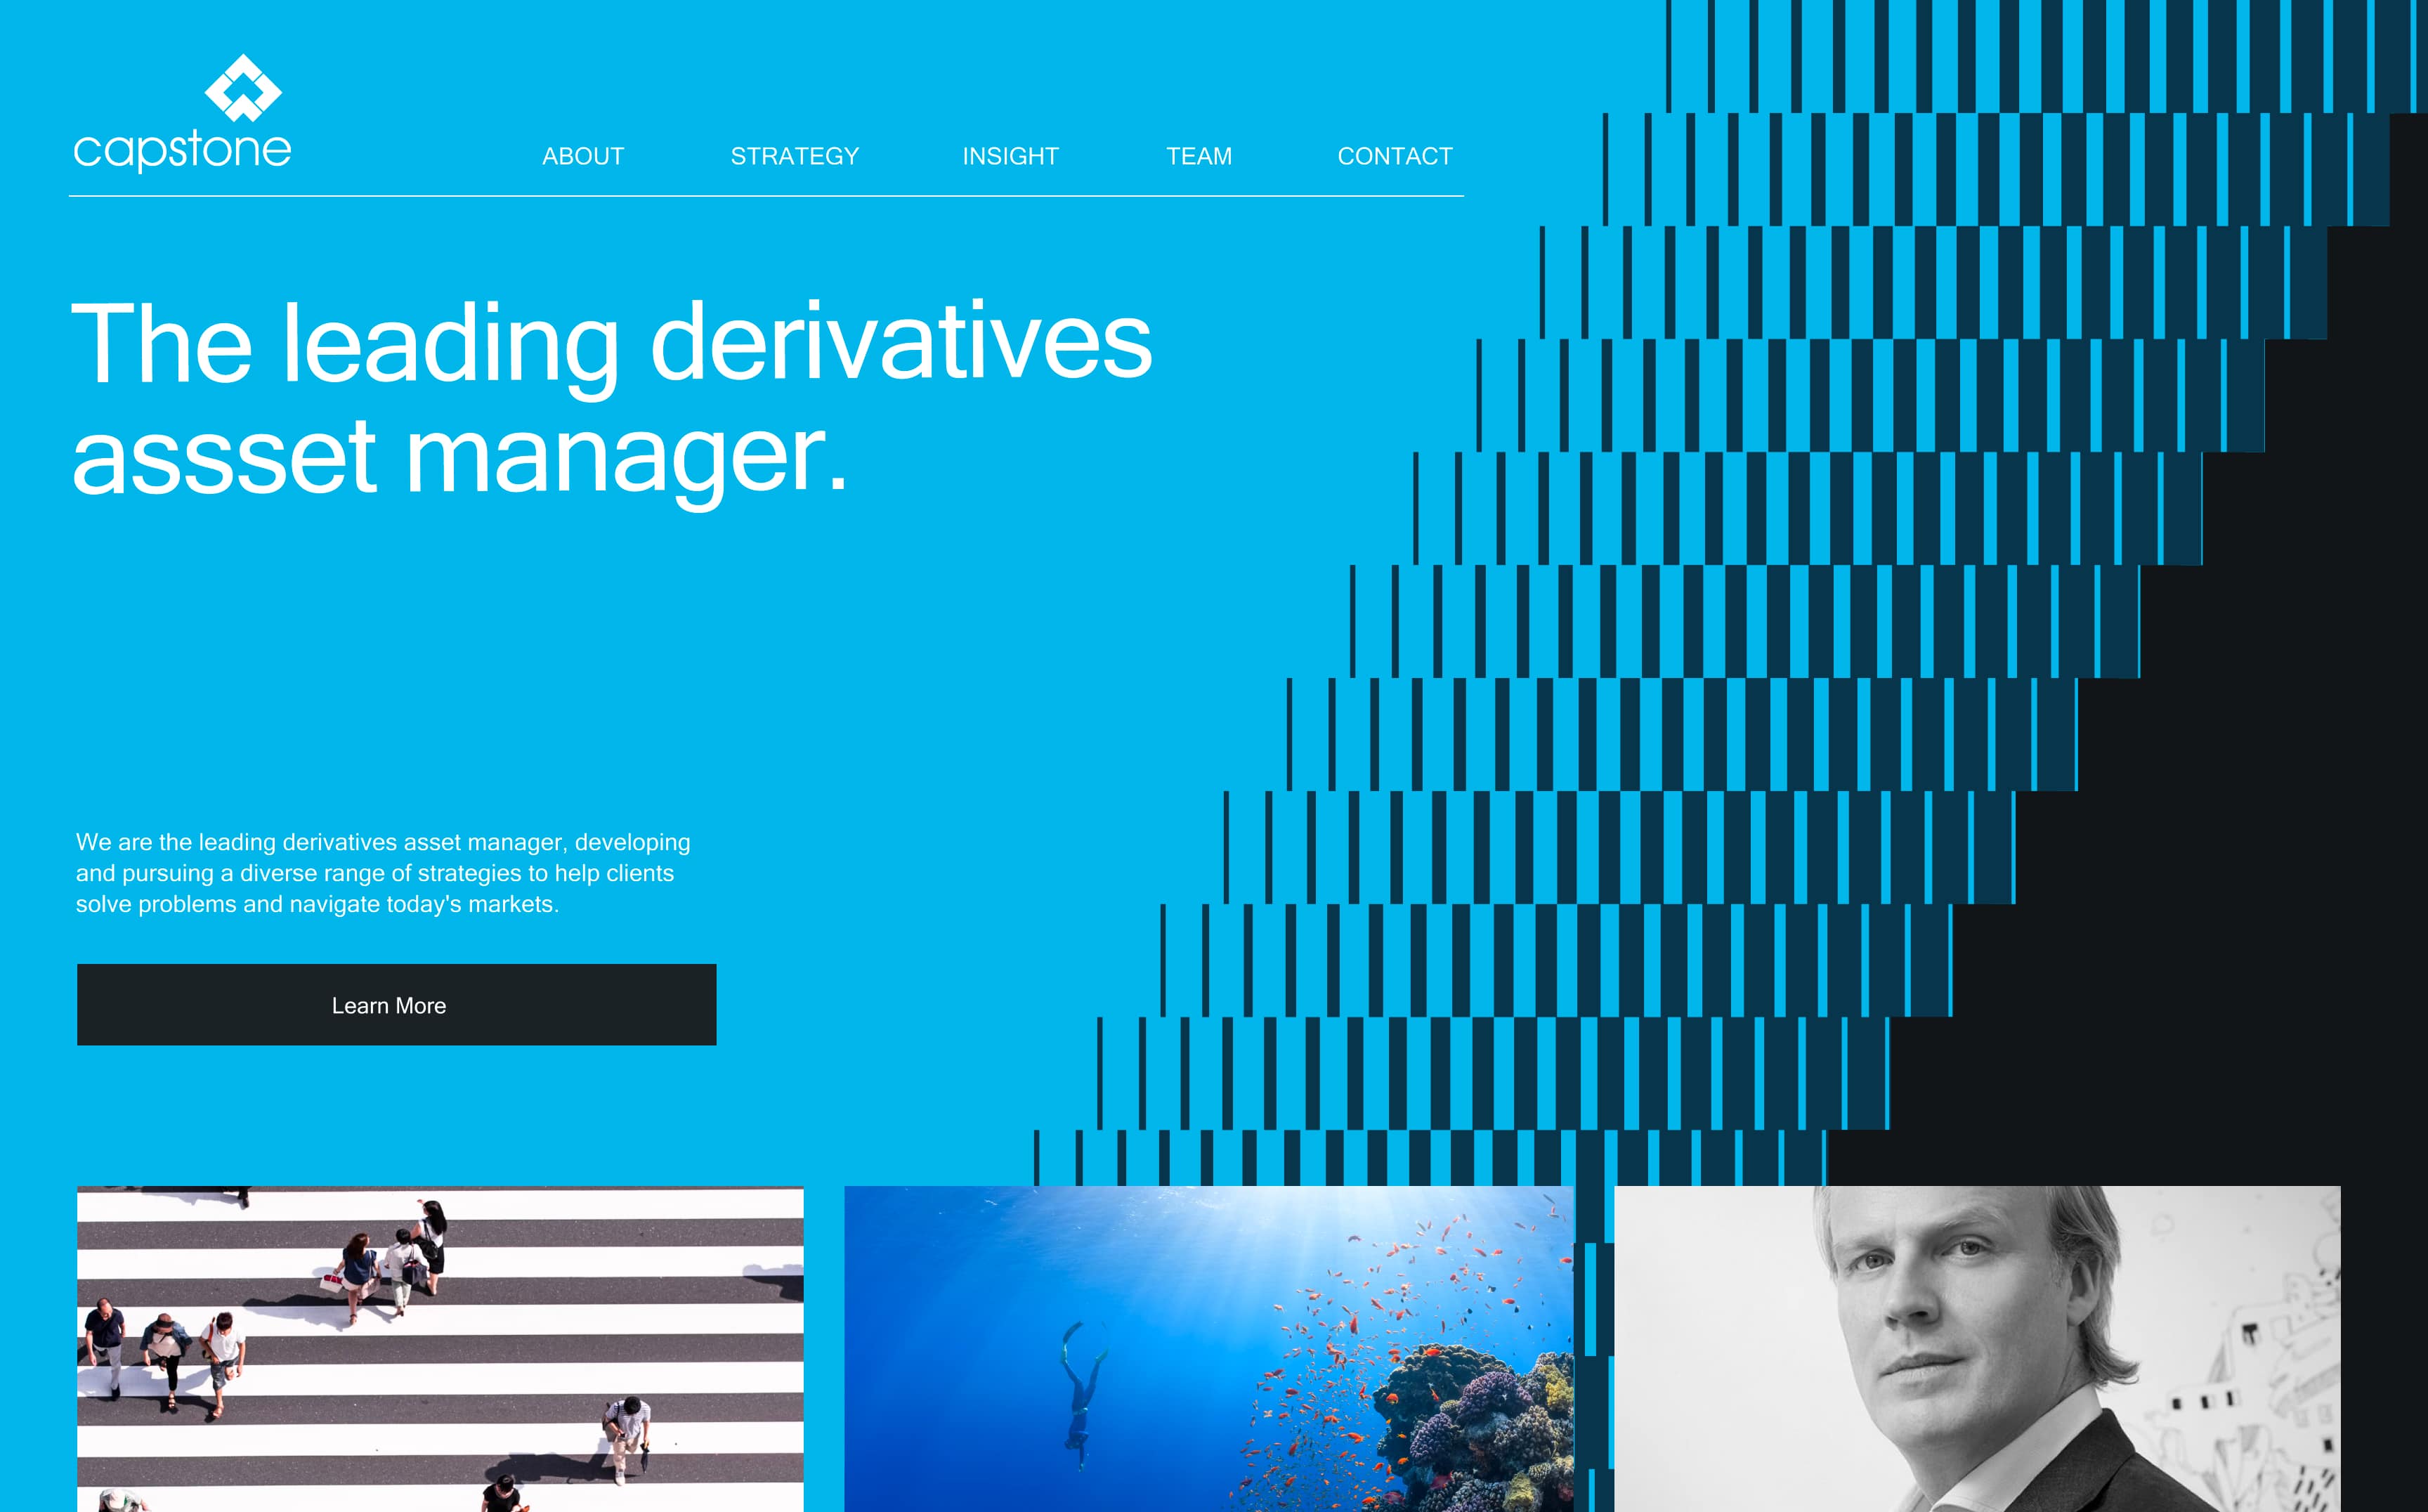 capstone
ABOUT STRATEGY INSIGHT TEAM CONTACT
The leading derivatives
assset manager.
We are the leading derivatives asset manager, developing
and pursuing a diverse range of strategies to help clients
solve problems and navigate today's markets.
Learn More